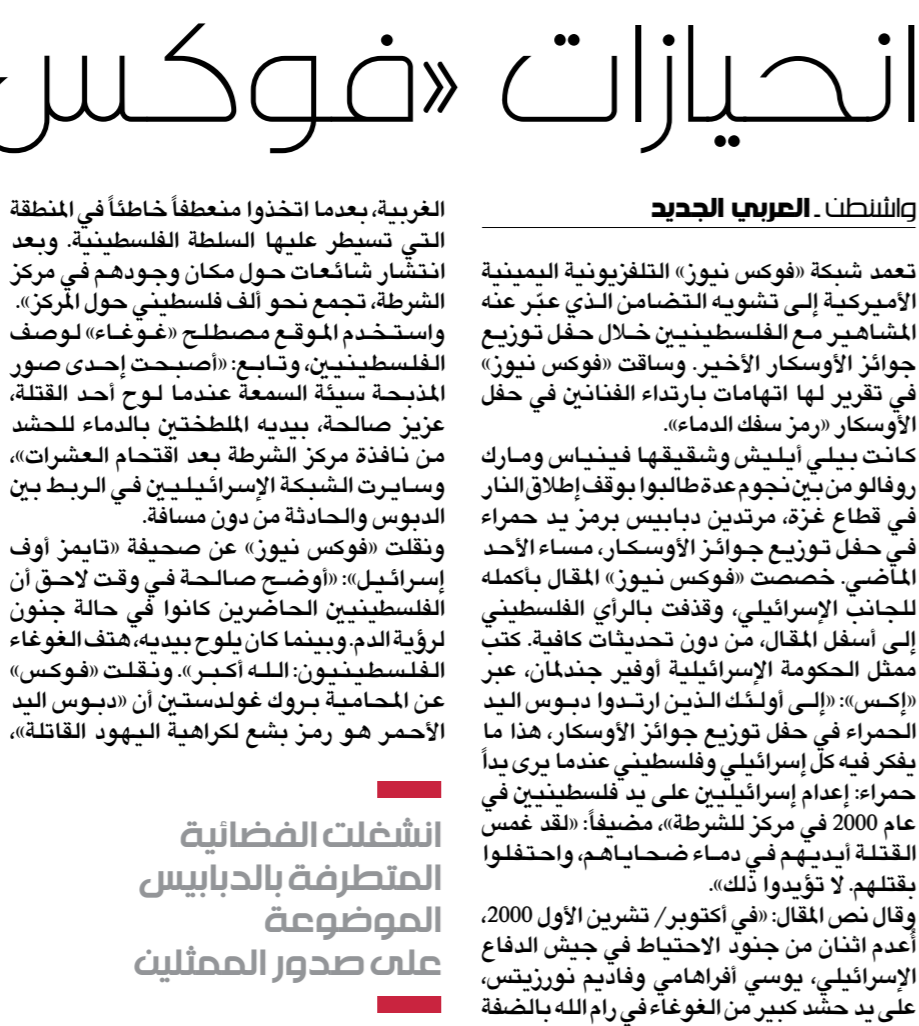 انحيازات «فوكس
واشنطن ـ العربي الجديد
تعمد شبكة «فوكس نيوز» التلفزيونية اليمينية
الأميركية إلى تشويه التضامن الذي عبّر عنه
المشاهير مع الفلسطينيين خلال حفل توزيع
جوائز الأوسكار الأخير. وساقت «فوكس نيوز»
في تقرير لها اتهامات بارتداء الفنانين في حفل
الأوسكار «رمز سفك الدماء».
كانت بيلي أيليش وشقيقها فينياس ومارك
روفالو من بين نجوم عدة طالبوا بوقف إطلاق النار
في قطاع غزة، مرتدين دبابيس برمز يد حمراء
في حفل توزيع جوائز الأوسكار، مساء الأحد
الماضي. خصصت «فوكس نيوز» المقال بأكمله
للجانب الإسرائيلي، وقذفت بالرأي الفلسطيني
إلى أسفل المقال، من دون تحديثات كافية. كتب
ممثل الحكومة الإسرائيلية أوفير جندلمان، عبر
«إكس»: «إلى أولئك الذين ارتدوا دبوس اليد
الحمراء في حفل توزيع جوائز الأوسكار، هذا ما
يفكر فيه كل إسرائيلي وفلسطيني عندما يرى يداً
حمراء: إعدام إسرائيليين على يد فلسطينيين في
عام 2000 في مركز للشرطة»، مضيفاً: «لقد غمس
القتلة أيديهم في دماء ضحاياهم، واحتفلوا
بقتلهم. لا تؤيدوا ذلك».
وقال نص المقال: «في أكتوبر/ تشرين الأول 2000،
أُعدم اثنان من جنود الاحتياط في جيش الدفاع
الإسرائيلي، يوسي أفراهامي وفاديم نورزيتس،
على يد حشد كبير من الغوغاء في رام الله بالضفة
الغربية، بعدما اتخذوا منعطفاً خاطئاً في المنطقة
التي تسيطر عليها السلطة الفلسطينية. وبعد
انتشار شائعات حول مكان وجودهم في مركز
الشرطة، تجمع نحو ألف فلسطيني حول المركز».
واستخدم الموقع مصطلح «غوغاء» لوصف
الفلسطينيين، وتابع: «أصبحت إحدى صور
المذبحة سيئة السمعة عندما لوح أحد القتلة،
عزيز صالحة، بيديه الملطختين بالدماء للحشد
من نافذة مركز الشرطة بعد اقتحام العشرات»،
وسايرت الشبكة الإسرائيليين في الربط بين
الدبوس والحادثة من دون مسافة.
ونقلت «فوكس نيوز» عن صحيفة «تايمز أوف
إسرائيل»: «أوضح صالحة في وقت لاحق أن
الفلسطينيين الحاضرين كانوا في حالة جنون
لرؤية الدم. وبينما كان يلوح بيديه، هتف الغوغاء
الفلسطينيون: الله أكبر». ونقلت «فوكس»
عن المحامية بروك غولدستين أن «دبوس اليد
الأحمر هو رمز بشع لكراهية اليهود القاتلة»،
انشغلت الفضائية
المتطرفة بالدبابيس
الموضوعة
على صدور الممثلين